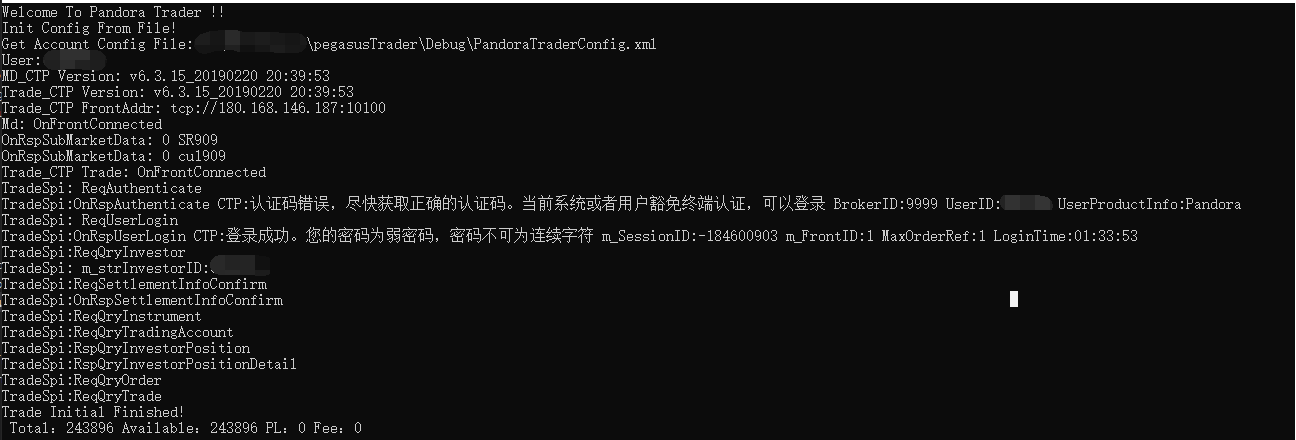 Welcome To Pandora Trader !!
Init Config From File!
Get Account Config File: \pegasusTrader\Debug\PandoraTraderConfig.xml
User:
MD_CTP Version: v6.3.15_20190220 20:39:53
Trade_CTP Version: v6.3.15_20190220 20:39:53
Trade_CTP FrontAddr: tcp://180.168.146.187:10100
Md: OnFrontConnected
OnRspSubMarketData: 0 SR909
OnRspSubMarketData: 0 cu1909
Trade_CTP Trade: OnFrontConnected
TradeSpi: ReqAuthenticate
TradeSpi:OnRspAuthenticate CTP:认证码错误，尽快获取正确的认证码。当前系统或者用户豁免终端认证，可以登录 BrokerID:9999 UserID: UserProductInfo:Pandora
TradeSpi: ReqUserLogin
TradeSpi:OnRspUserLogin CTP:登录成功。您的密码为弱密码，密码不可为连续字符 m_SessionID:-184600903 m_FrontID:1 MaxOrderRef:1 LoginTime:01:33:53
TradeSpi:ReqQryInvestor
TradeSpi: m_strInvestorID:
TradeSpi:ReqSettlementInfoConfirm
TradeSpi:OnRspSettlementInfoConfirm
TradeSpi:ReqQryInstrument
TradeSpi:ReqQryTradingAccount
TradeSpi:RspQryInvestorPosition
TradeSpi:RspQryInvestorPositionDetail
TradeSpi:ReqQryOrder
TradeSpi:ReqQryTrade
Trade Initial Finished!
Total: 243896 Available: 243896 PL: 0 Fee: 0